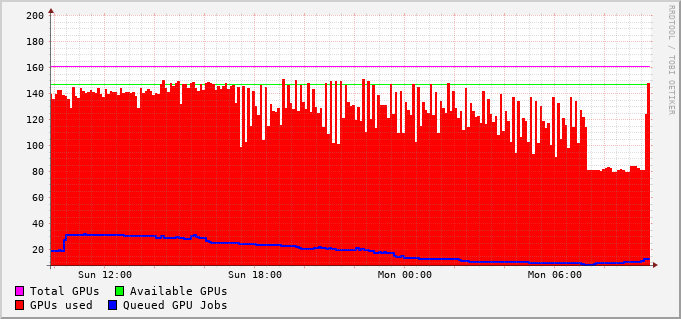 200
180
160
140
120
100
80
60
40
20
Sun 12:00 Sun 18:00 Mon 00:00 Mon 06:00
Total GPUs Available GPUs
GPUs used Queued GPU Jobs
RRDTOOL / TOBI OETIKER